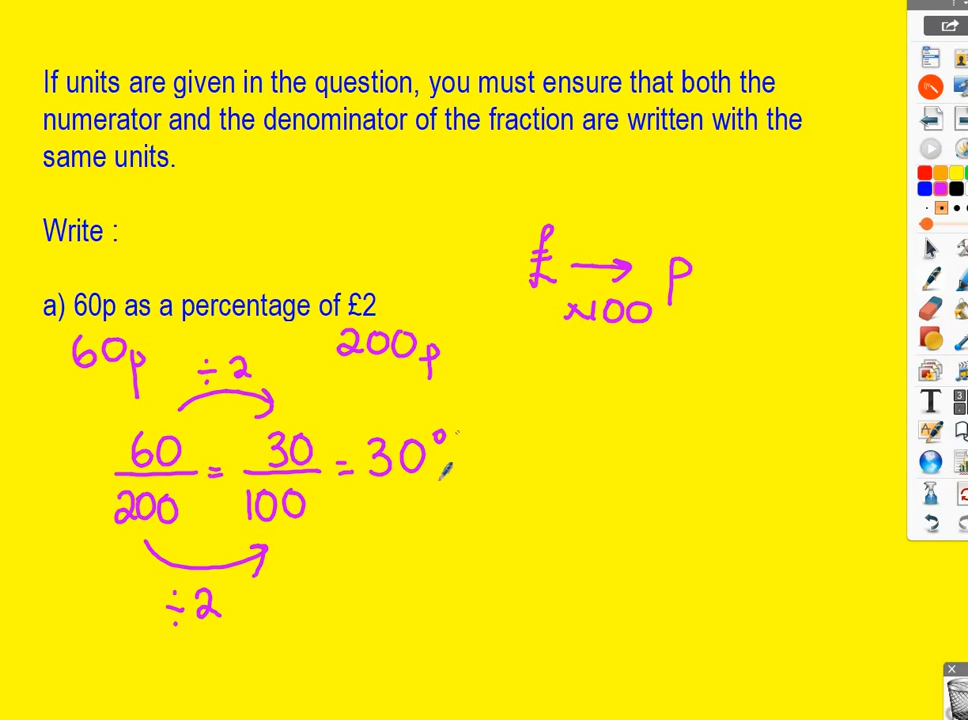 If units are given in the question, you must ensure that both the
numerator and the denominator of the fraction are written with the
same units.
Write :
£ → p
×100
a) 60p as a percentage of £2
60p 200p
÷2
60/200 = 30/100 = 30°
÷2